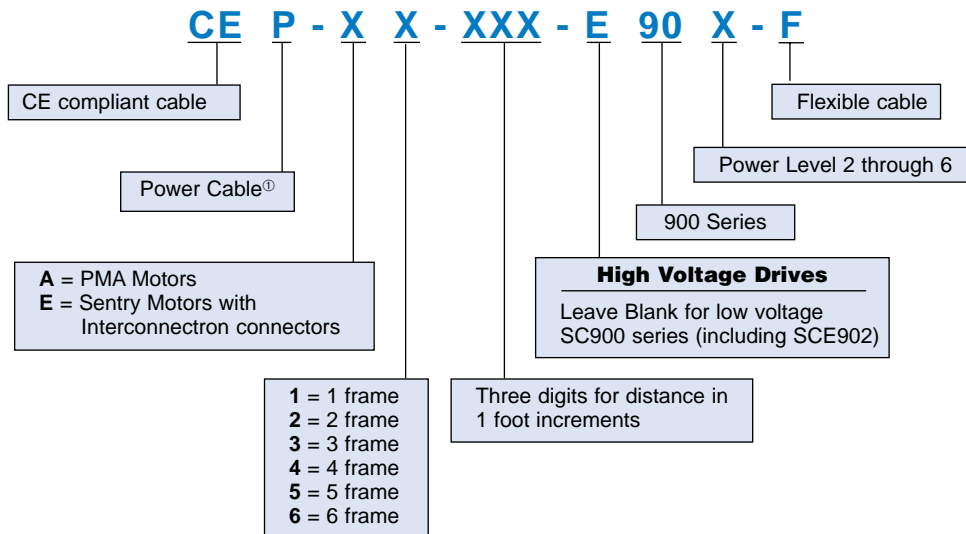 CE P - X X - XXX - E 90 X - F
CE compliant cable
Flexible cable
Power Level 2 through 6
Power Cable①
900 Series
A = PMA Motors
E = Sentry Motors with
Interconnectron connectors
High Voltage Drives
Leave Blank for low voltage
SC900 series (including SCE902)
1 = 1 frame
2 = 2 frame
3 = 3 frame
4 = 4 frame
5 = 5 frame
6 = 6 frame
Three digits for distance in
1 foot increments